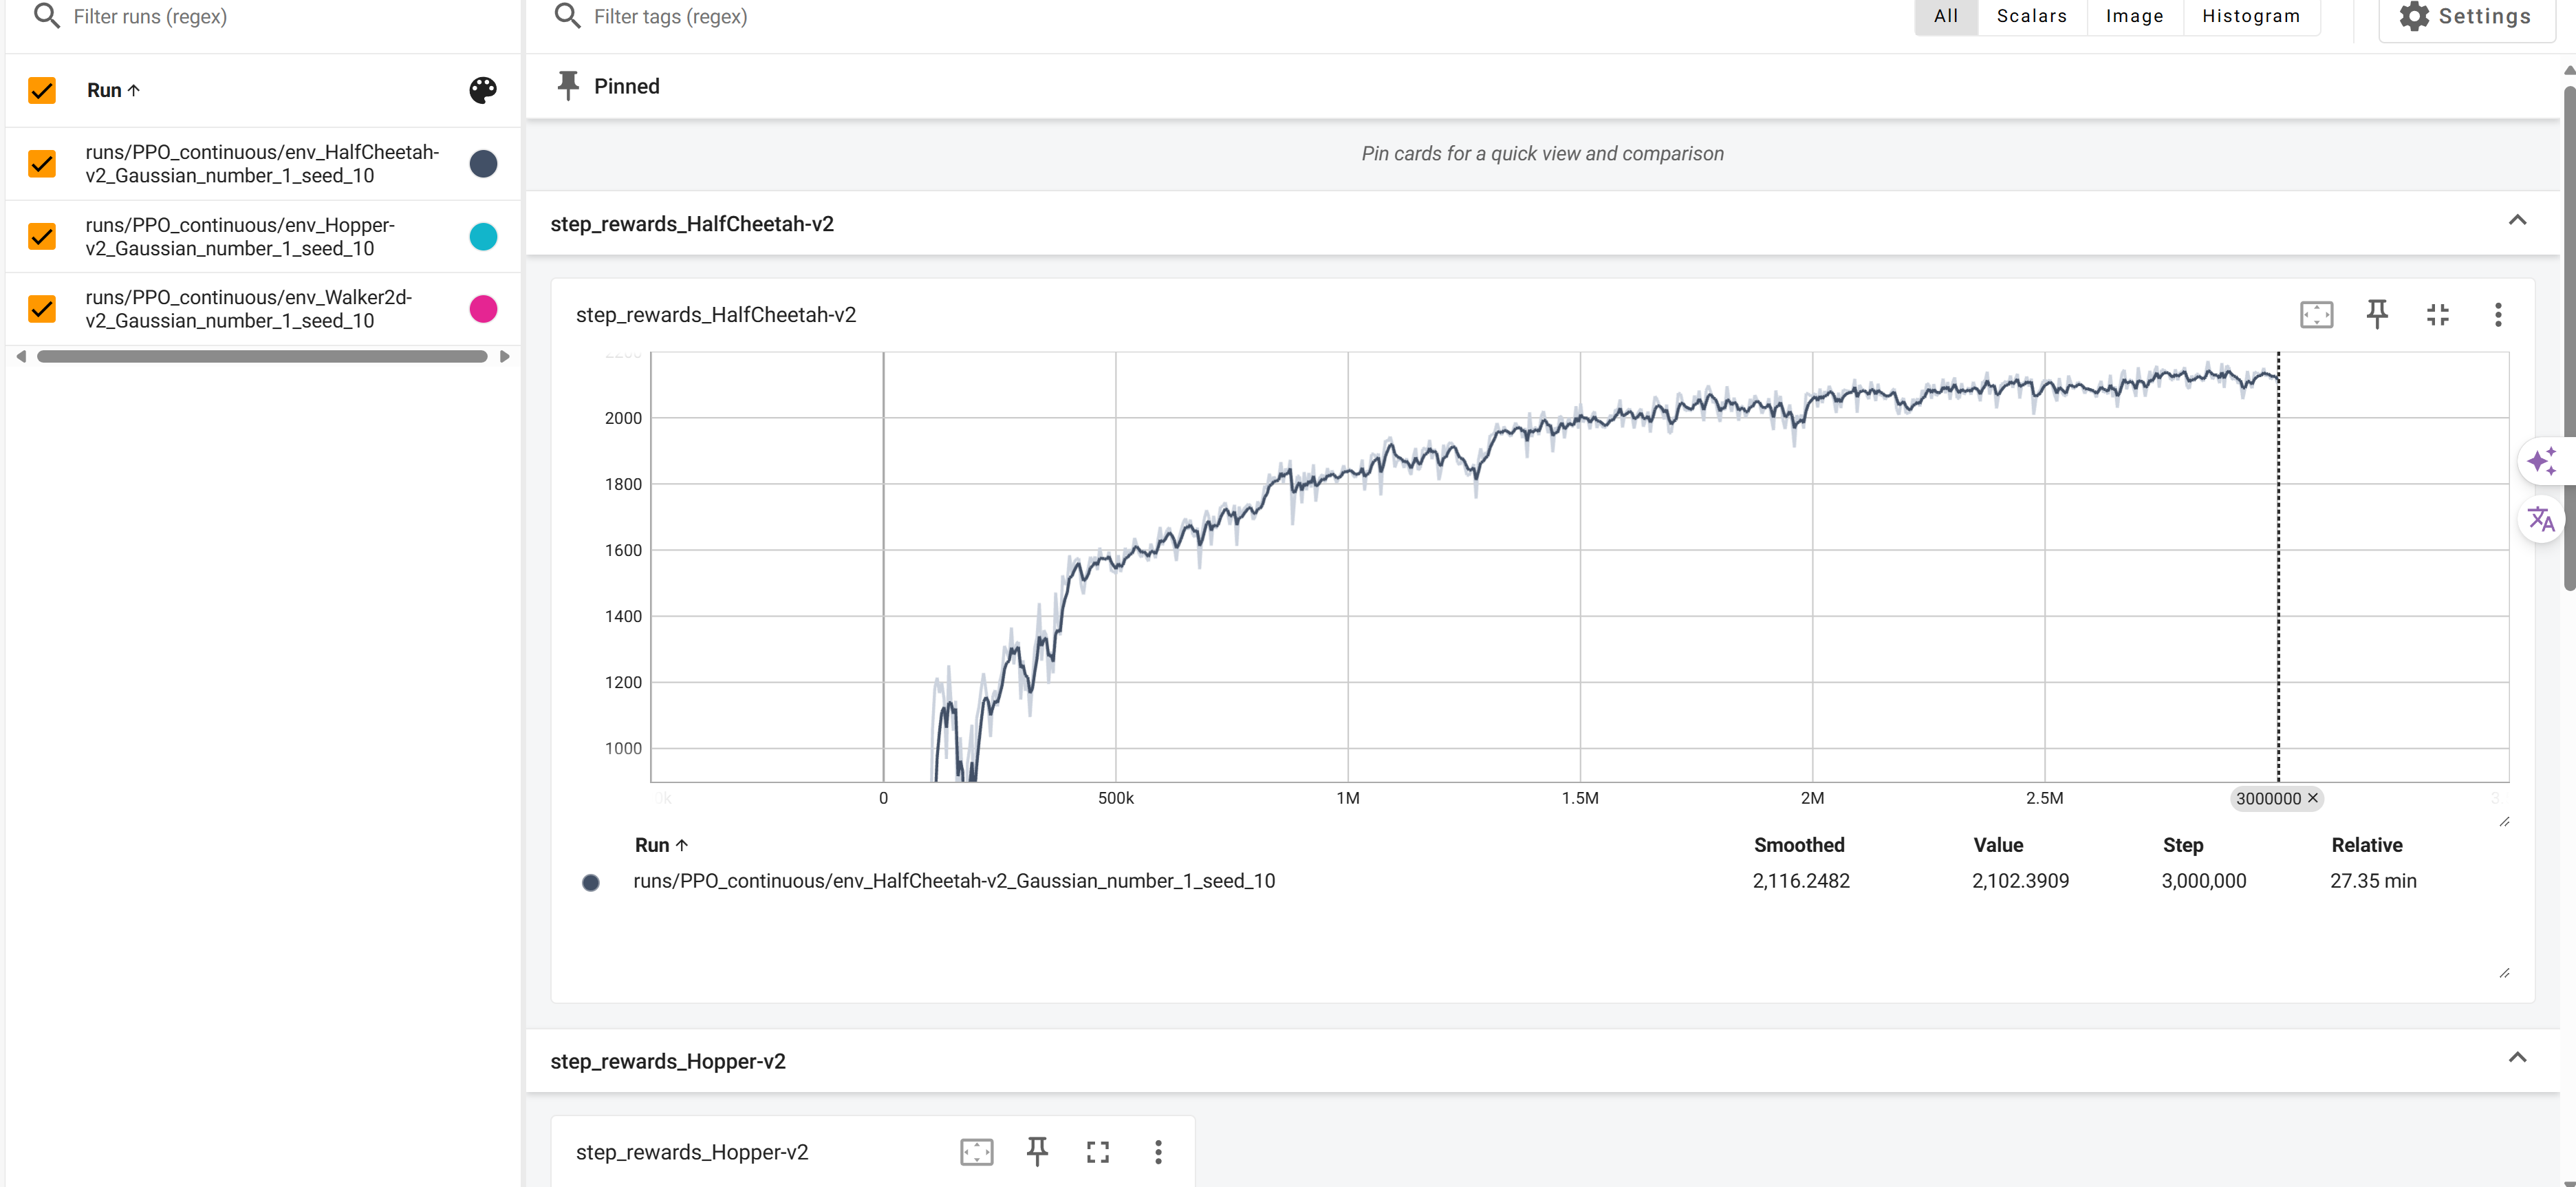 Filter runs (regex)
Run
runs/PPO_continuous/env_HalfCheetah-
v2_Gaussian_number_1_seed_10
runs/PPO_continuous/env_Hopper-
v2_Gaussian_number_1_seed_10
runs/PPO_continuous/env_Walker2d-
v2_Gaussian_number_1_seed_10
Filter tags (regex)
All Scalars Image Histogram Settings
Pinned
Pin cards for a quick view and comparison
step_rewards_HalfCheetah-v2
step_rewards_HalfCheetah-v2
2200
2000
1800
1600
1400
1200
1000
0 500k 1M 1.5M 2M 2.5M 3000000
Run Smoothed Value Step Relative
runs/PPO_continuous/env_HalfCheetah-v2_Gaussian_number_1_seed_10 2,116.2482 2,102.3909 3,000,000 27.35 min
step_rewards_Hopper-v2
step_rewards_Hopper-v2